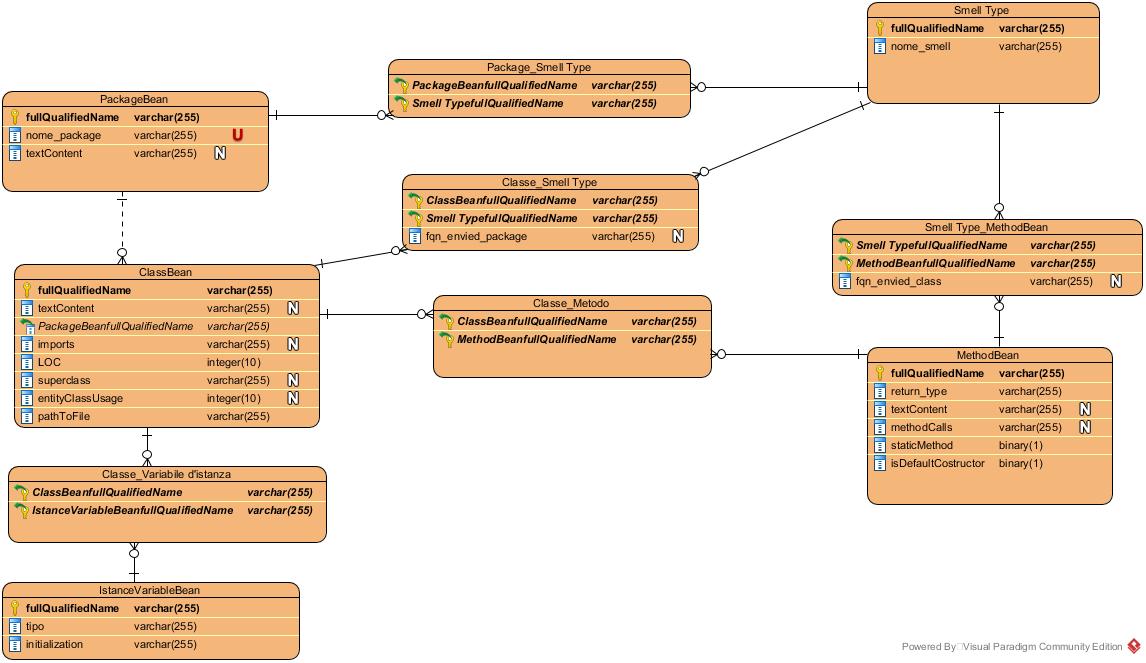 Smell Type
fullQualifiedName varchar(255)
nome_smell varchar(255)
Package_Smell Type
PackageBeanfullQualifiedName varchar(255)
Smell TypefullQualifiedName varchar(255)
PackageBean
fullQualifiedName varchar(255)
nome_package varchar(255) U
textContent varchar(255) N
Classe_Smell Type
ClassBeanfullQualifiedName varchar(255)
Smell TypefullQualifiedName varchar(255)
fqn_envied_package varchar(255) N
Smell Type_MethodBean
Smell TypefullQualifiedName varchar(255)
MethodBeanfullQualifiedName varchar(255)
fqn_envied_class varchar(255) N
ClassBean
fullQualifiedName varchar(255)
textContent varchar(255) N
PackageBeanfullQualifiedName varchar(255)
imports varchar(255) N
LOC integer(10)
superclass varchar(255) N
entityClassUsage integer(10) N
pathToFile varchar(255)
Classe_Metodo
ClassBeanfullQualifiedName varchar(255)
MethodBeanfullQualifiedName varchar(255)
MethodBean
fullQualifiedName varchar(255)
return_type varchar(255)
textContent varchar(255) N
methodCalls varchar(255) N
staticMethod binary(1)
isDefaultCostructor binary(1)
Classe_Variabile d'istanza
ClassBeanfullQualifiedName varchar(255)
IstanceVariableBeanfullQualifiedName varchar(255)
IstanceVariableBean
fullQualifiedName varchar(255)
tipo varchar(255)
initialization varchar(255)
Powered By Visual Paradigm Community Edition